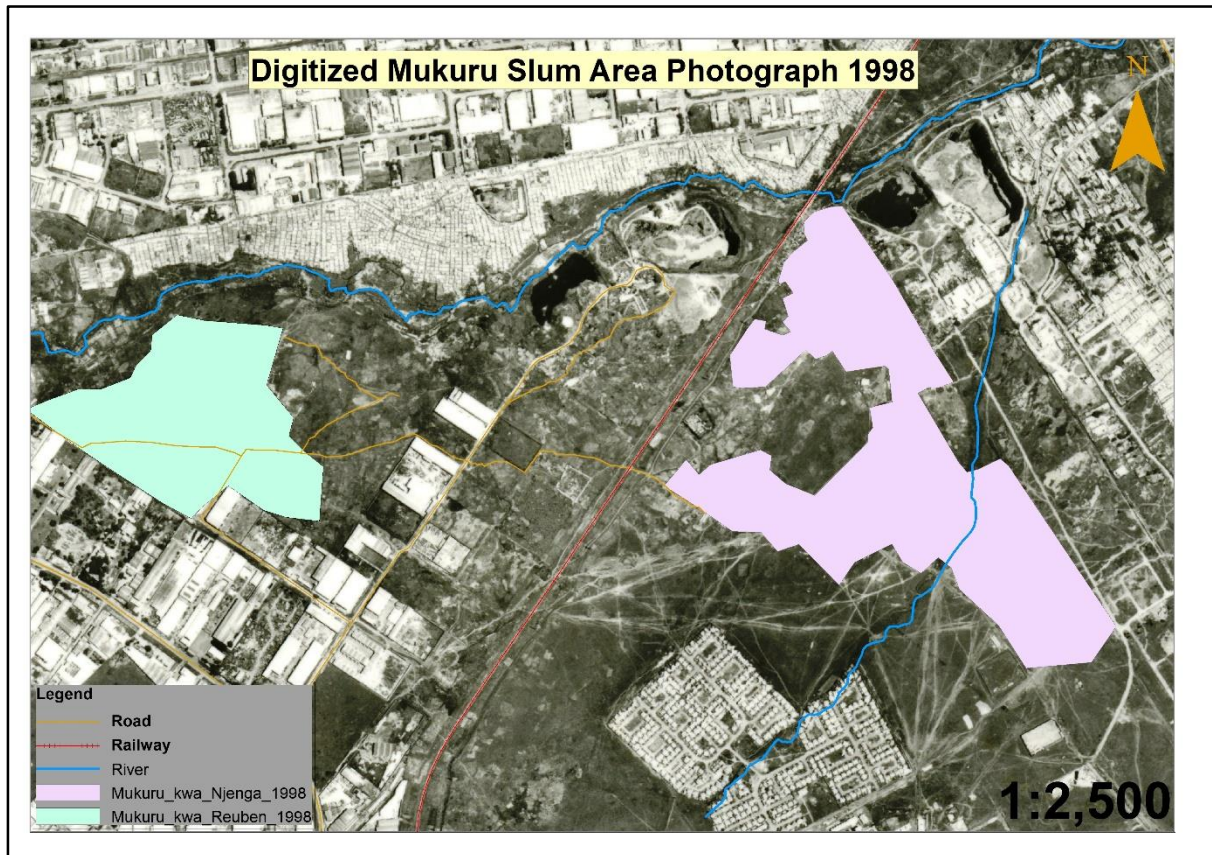 Digitized Mukuru Slum Area Photograph 1998
N
Legend
Road
Railway
River
Mukuru_kwa_Njenga_1998
Mukuru_kwa_Reuben_1998
1:2,500